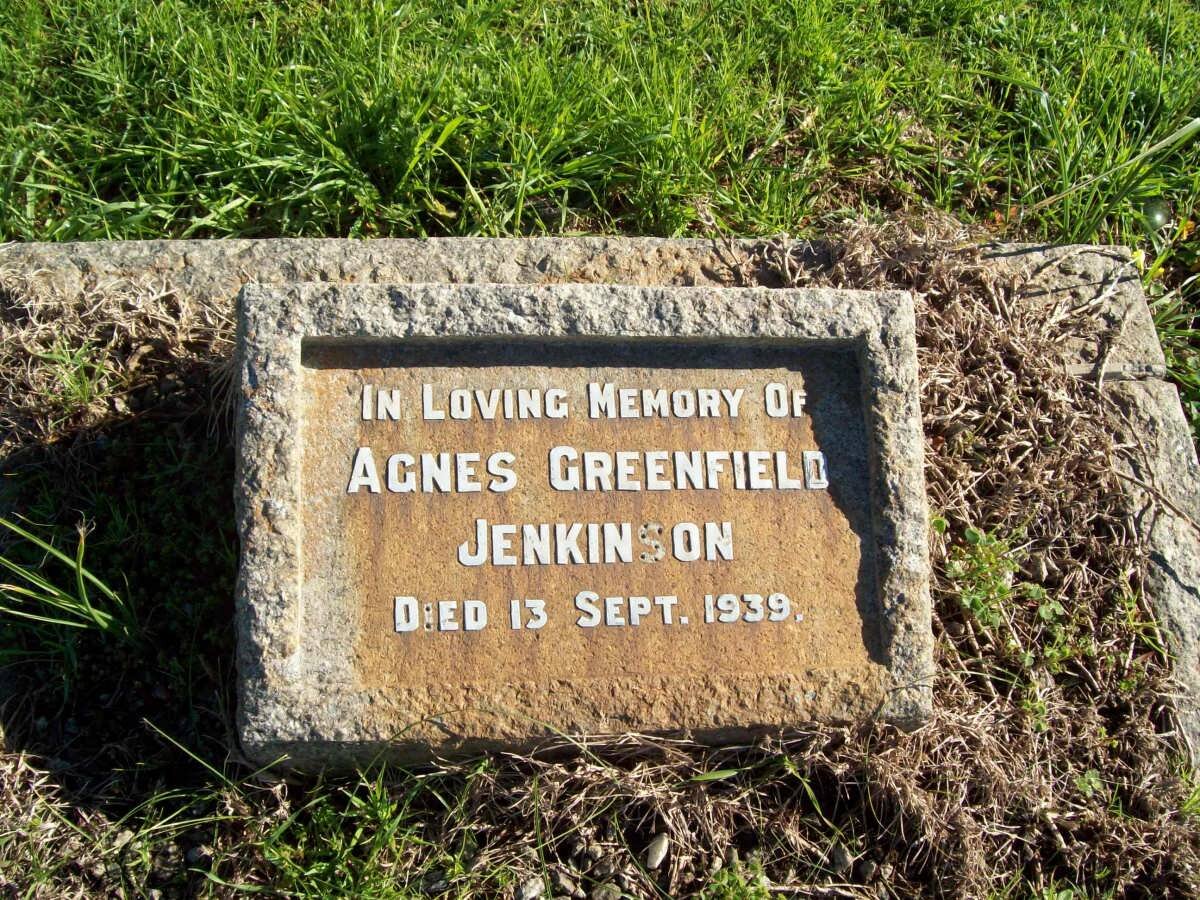 In Loving Memory Of
Agnes Greenfield
Jenkinson
Died 13 Sept. 1939.